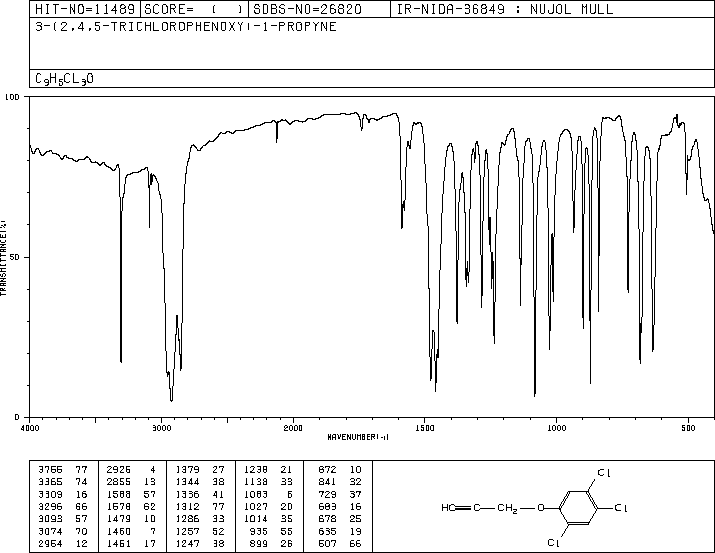 HIT-NO=11489 SCORE= ( ) SDBS-NO=26820 IR-NIDA-36849 : NUJOL MULL
3-(2,4,5-TRICHLOROPHENOXY)-1-PROPYNE
C9H5CL3O
100
50
0
TRANSMITTANCE(%)
4000 3000 2000 1500 1000 500
WAVENUMBER(-1)
3766 77 2926 4 1379 27 1238 21 872 10
3365 74 2855 13 1344 38 1138 33 841 32
3309 16 1588 57 1336 41 1083 6 729 37
3296 66 1578 62 1312 77 1027 20 683 16
3093 57 1479 10 1286 33 1014 35 678 25
3074 70 1460 7 1257 52 935 55 635 19
2954 12 1451 17 1247 38 899 26 507 66
Cl
HC C CH2 O Cl
Cl